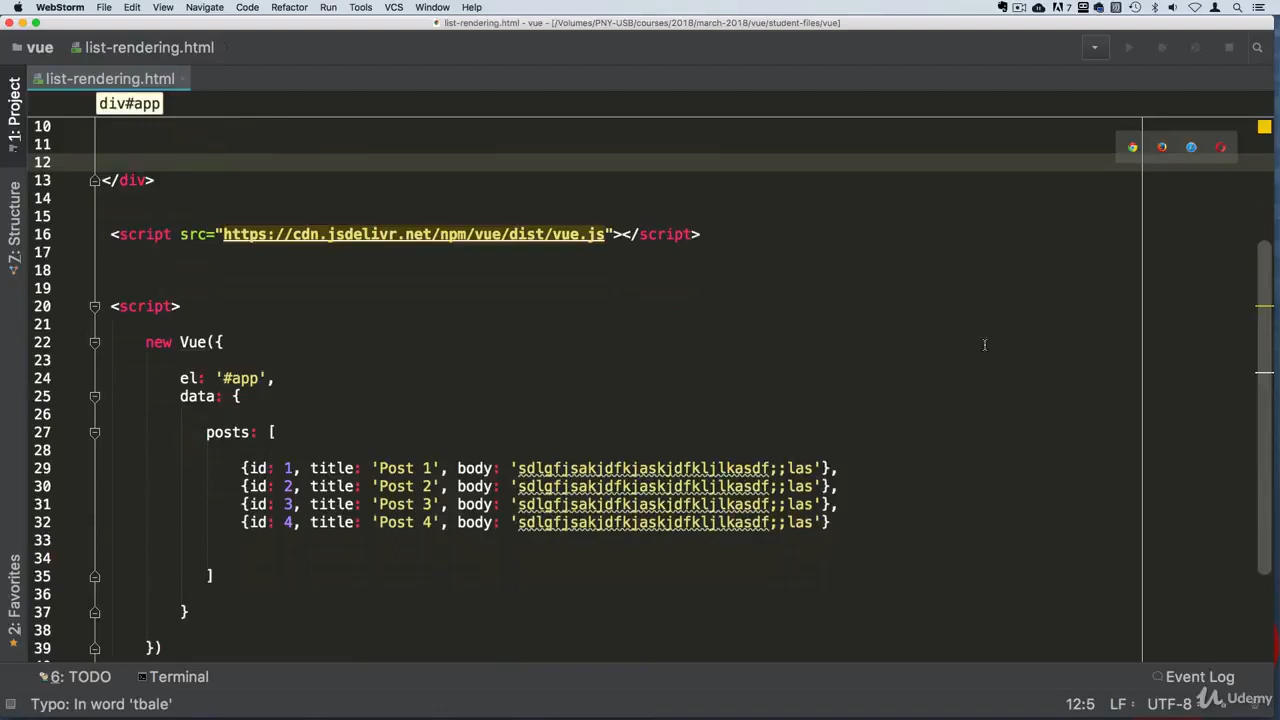 WebStorm File Edit View Navigate Code Refactor Run Tools VCS Window Help 7
list-rendering.html - vue - [/Volumes/PNY-USB/courses/2018/march-2018/vue/student-files/vue]
vue list-rendering.html
list-rendering.html
div#app
10
11
12
13 </div>
14
15
16 <script src="https://cdn.jsdelivr.net/npm/vue/dist/vue.js"></script>
17
18
19
20 <script>
21
22 new Vue({
23
24 el: '#app',
25 data: {
26
27 posts: [
28
29 {id: 1, title: 'Post 1', body: 'sdlgfjsakjdfkjaskjdfkljlkasdf;;las'},
30 {id: 2, title: 'Post 2', body: 'sdlgfjsakjdfkjaskjdfkljlkasdf;;las'},
31 {id: 3, title: 'Post 3', body: 'sdlgfjsakjdfkjaskjdfkljlkasdf;;las'},
32 {id: 4, title: 'Post 4', body: 'sdlgfjsakjdfkjaskjdfkljlkasdf;;las'}
33
34
35 ]
36
37 }
38
39 })
1: Project
7: Structure
2: Favorites
6: TODO Terminal Event Log
Typo: In word 'tbale' 12:5 LF UTF-8
Udemy